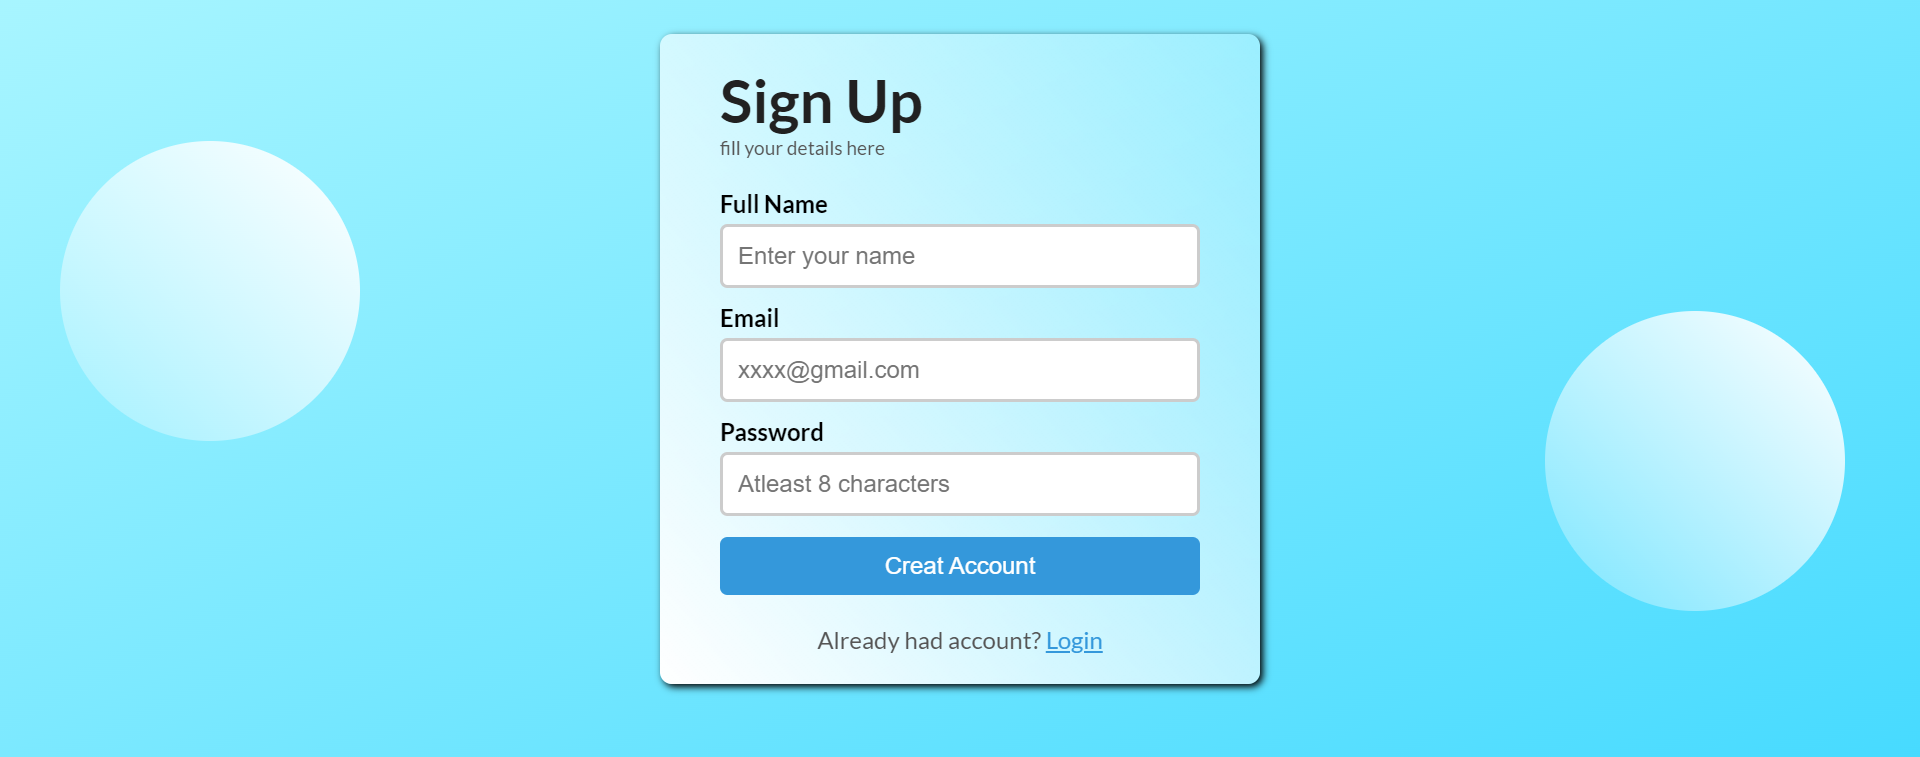 Sign Up
fill your details here
Full Name
Enter your name
Email
xxxx@gmail.com
Password
Atleast 8 characters
Creat Account
Already had account? Login